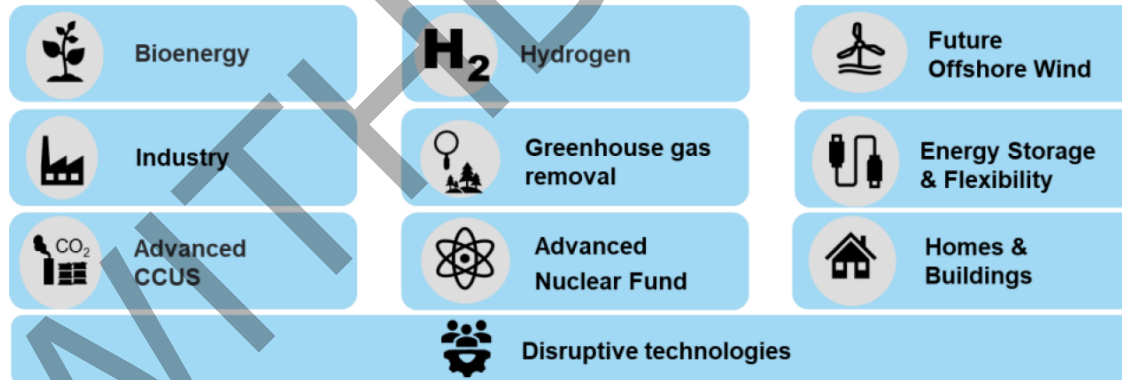 Bioenergy
H2
Hydrogen
Future
Offshore Wind
Industry
Greenhouse gas
removal
Energy Storage
& Flexibility
CO₂
Advanced
CCUS
Advanced
Nuclear Fund
Homes &
Buildings
Disruptive technologies